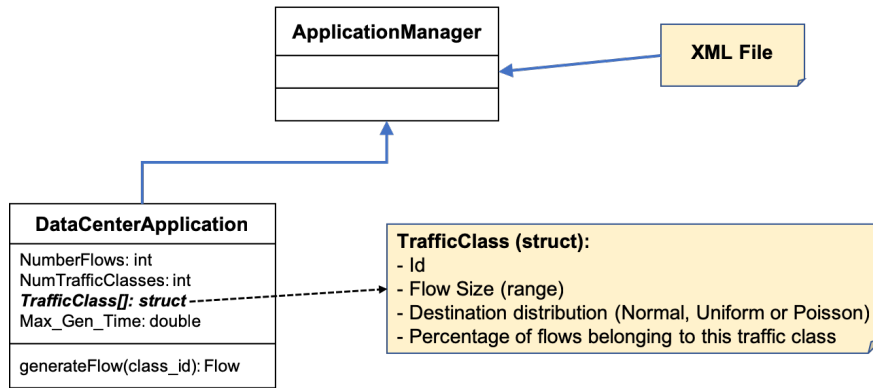 ApplicationManager
XML File
DataCenterApplication
NumberFlows: int
NumTrafficClasses: int
TrafficClass[]: struct
Max_Gen_Time: double
generateFlow(class_id): Flow
TrafficClass (struct):
- Id
- Flow Size (range)
- Destination distribution (Normal, Uniform or Poisson)
- Percentage of flows belonging to this traffic class